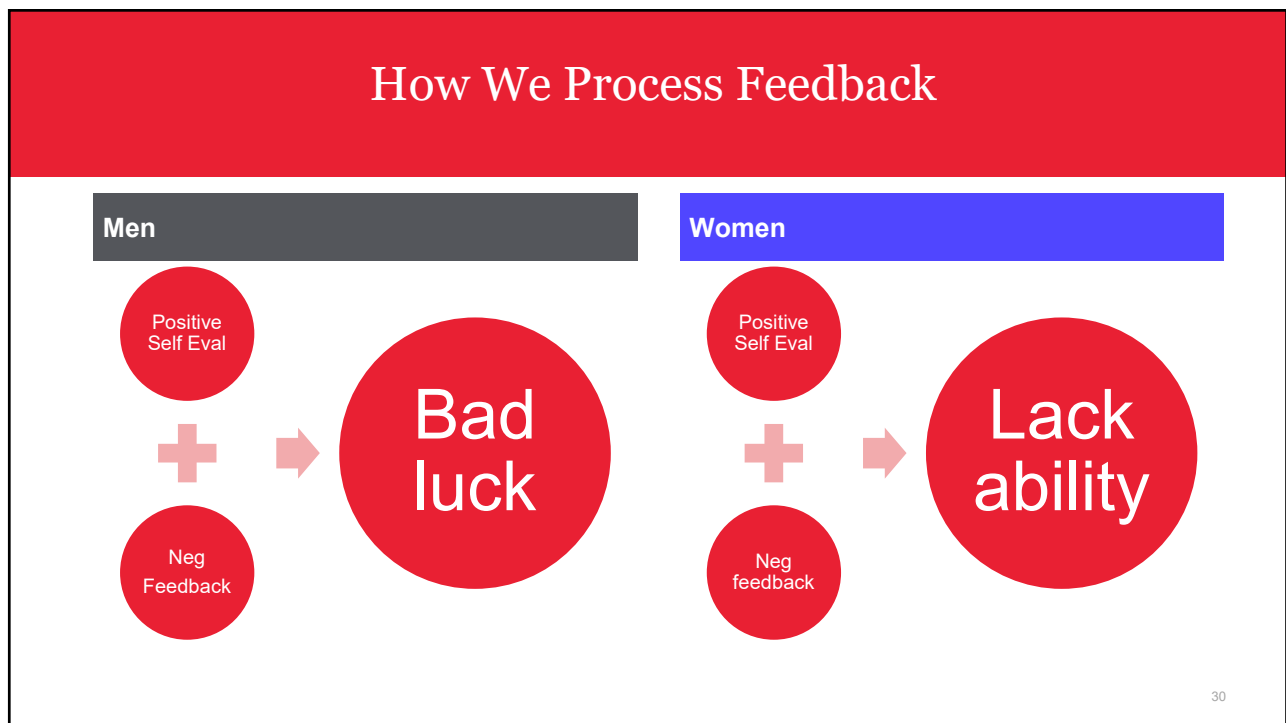 How We Process Feedback
Men
Positive
Self Eval
Neg
Feedback
Bad
luck
Women
Positive
Self Eval
Neg
feedback
Lack
ability
30